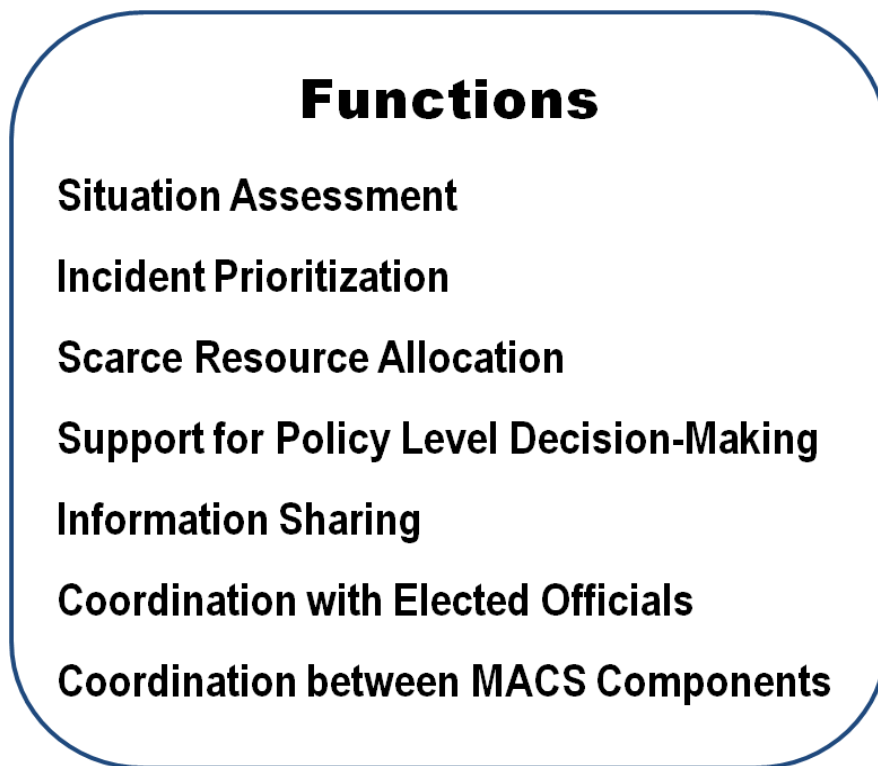 Functions
Situation Assessment
Incident Prioritization
Scarce Resource Allocation
Support for Policy Level Decision-Making
Information Sharing
Coordination with Elected Officials
Coordination between MACS Components